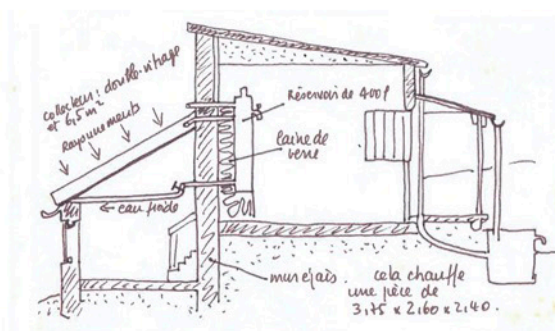 collecteur : double-vitrage
et 6,5 m²
Rayonnements
Réservoir de 400 l
laine de
verre
← eau froide
mur épais.
cela chauffe
une pièce de
3,75 x 2,60 x 2,40.